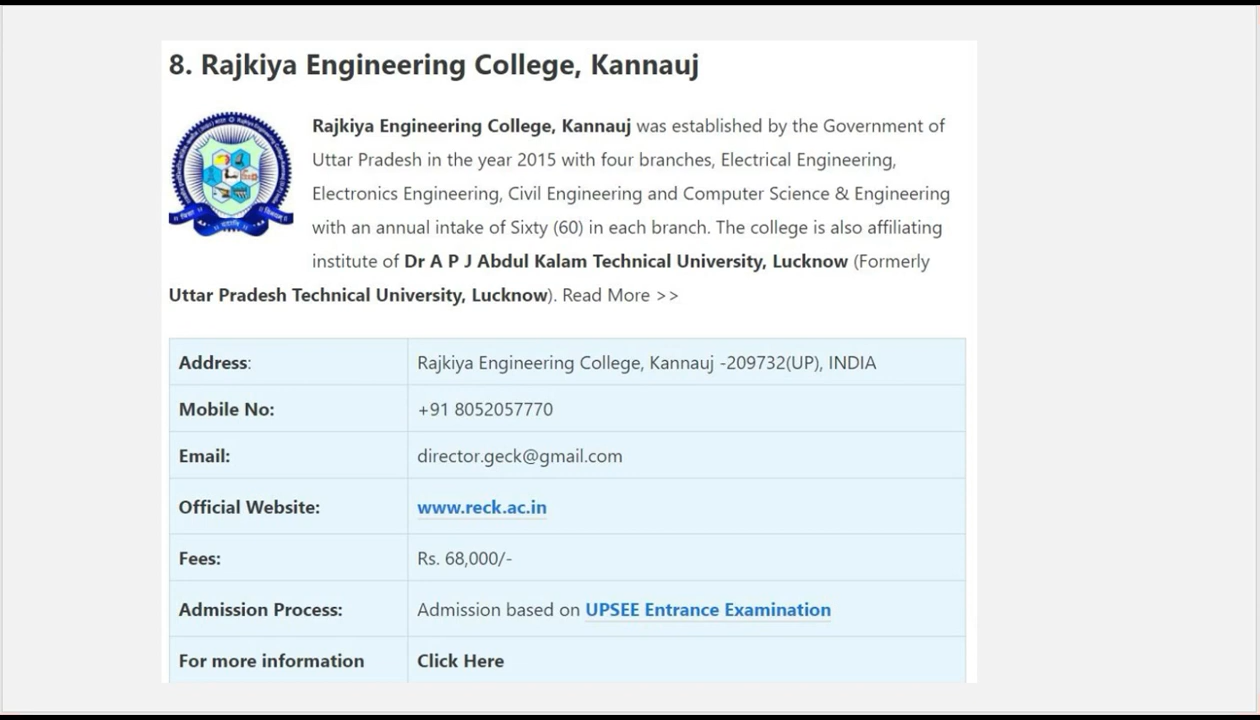 8. Rajkiya Engineering College, Kannauj
Rajkiya Engineering College, Kannauj was established by the Government of
Uttar Pradesh in the year 2015 with four branches, Electrical Engineering,
Electronics Engineering, Civil Engineering and Computer Science & Engineering
with an annual intake of Sixty (60) in each branch. The college is also affiliating
institute of Dr A P J Abdul Kalam Technical University, Lucknow (Formerly
Uttar Pradesh Technical University, Lucknow). Read More >>
Address: Rajkiya Engineering College, Kannauj -209732(UP), INDIA
Mobile No: +91 8052057770
Email: director.geck@gmail.com
Official Website: www.reck.ac.in
Fees: Rs. 68,000/-
Admission Process: Admission based on UPSEE Entrance Examination
For more information Click Here